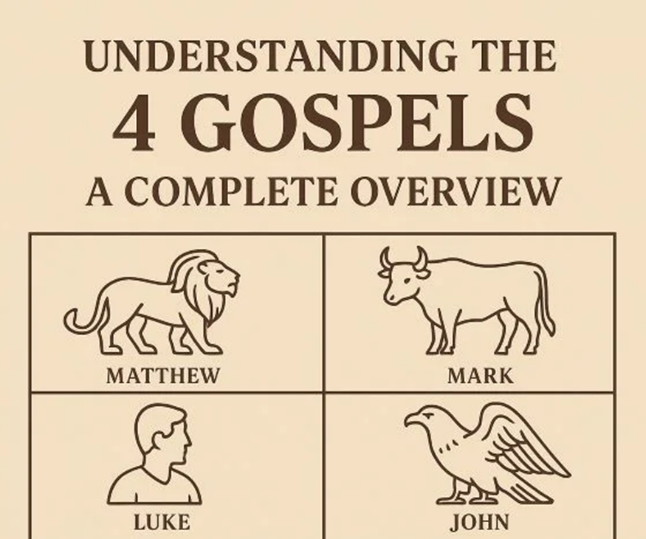 UNDERSTANDING THE
4 GOSPELS
A COMPLETE OVERVIEW
MATTHEW
MARK
LUKE
JOHN